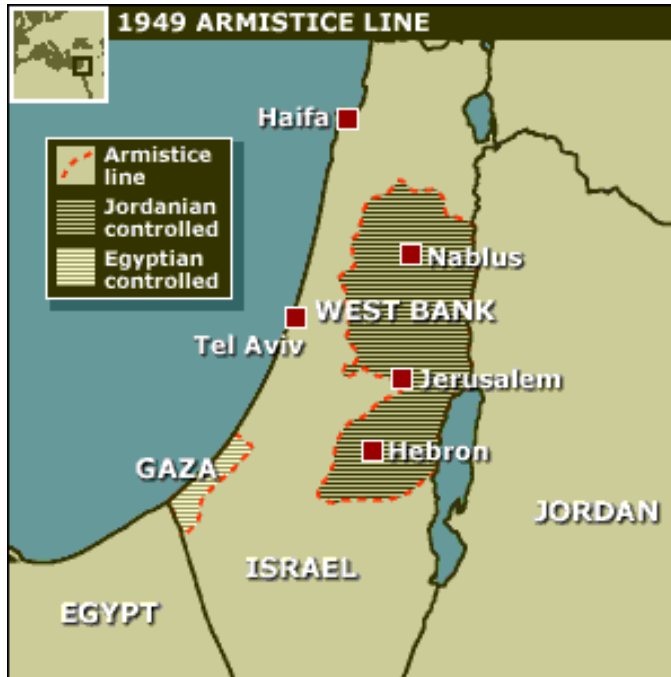 1949 ARMISTICE LINE
Haifa
Armistice
line
Jordanian
controlled
Egyptian
controlled
Nablus
WEST BANK
Tel Aviv
Jerusalem
Hebron
GAZA
JORDAN
ISRAEL
EGYPT